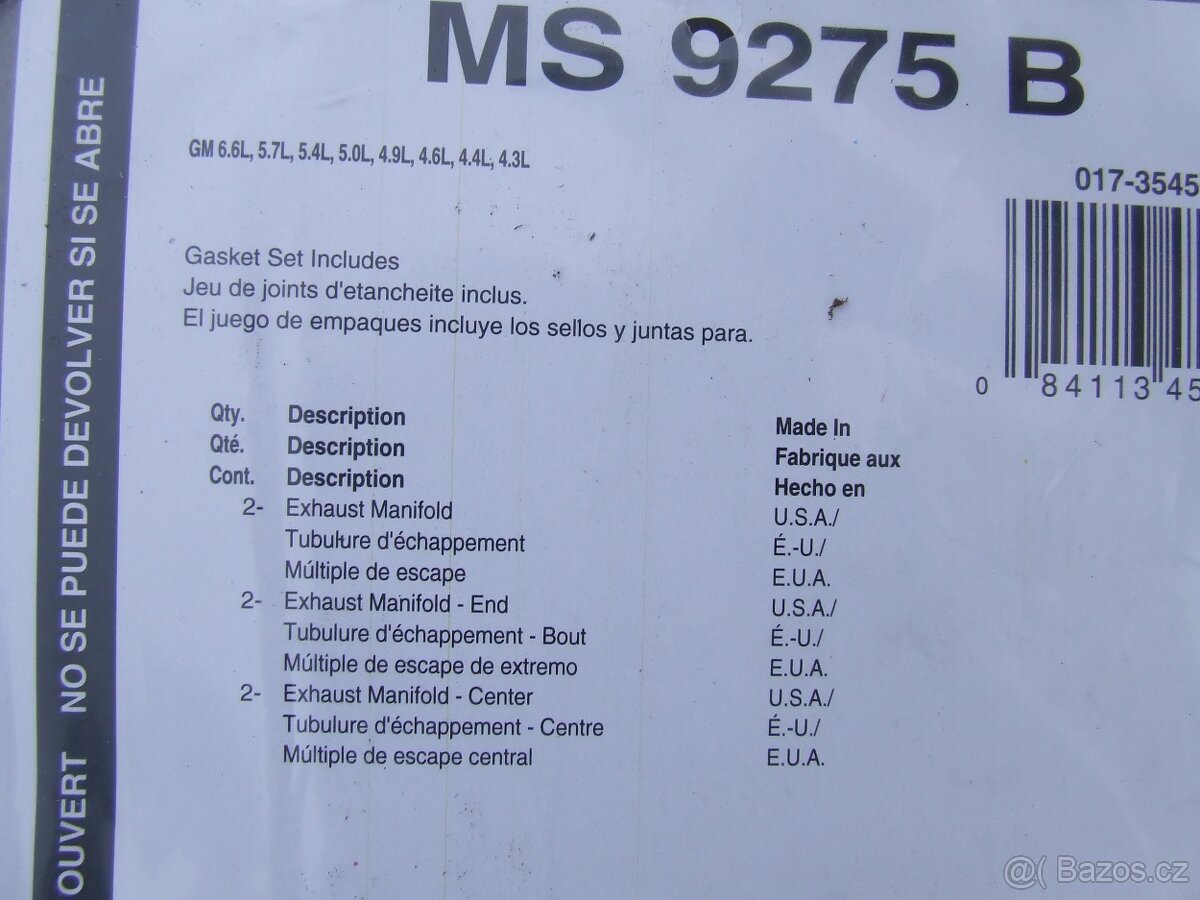 MS 9275 B
GM 6.6L, 5.7L, 5.4L, 5.0L, 4.9L, 4.6L, 4.4L, 4.3L
017-3545
0 84113 45
Gasket Set Includes
Jeu de joints d'etancheite inclus.
El juego de empaques incluye los sellos y juntas para.
Qty. Description Made In
Qté. Description Fabrique aux
Cont. Description Hecho en
2- Exhaust Manifold U.S.A./
Tubulure d'échappement É.-U./
Múltiple de escape E.U.A.
2- Exhaust Manifold - End U.S.A./
Tubulure d'échappement - Bout É.-U./
Múltiple de escape de extremo E.U.A.
2- Exhaust Manifold - Center U.S.A./
Tubulure d'échappement - Centre É.-U./
Múltiple de escape central E.U.A.
OUVERT NO SE PUEDE DEVOLVER SI SE ABRE
@( Bazos.cz